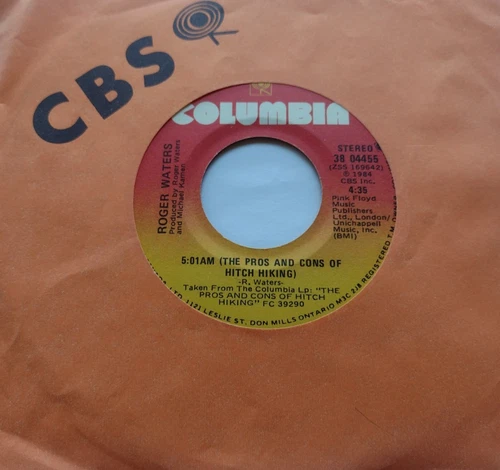 CBS
COLUMBIA
ROGER WATERS
Produced by Roger Waters
and Michael Kamen
STEREO
38 04455
(ZSS 169642)
℗ 1984
CBS Inc.
4:35
Pink Floyd
Music
Publishers
Ltd., London/
Unichappell
Music, Inc.
(BMI)
5:01AM (THE PROS AND CONS OF
HITCH HIKING)
-R. Waters-
Taken From The Columbia Lp: "THE
PROS AND CONS OF HITCH
HIKING" FC 39290
LTD 1121 LESLIE ST. DON MILLS ONTARIO M3C 2J8 REGISTERED T.M.